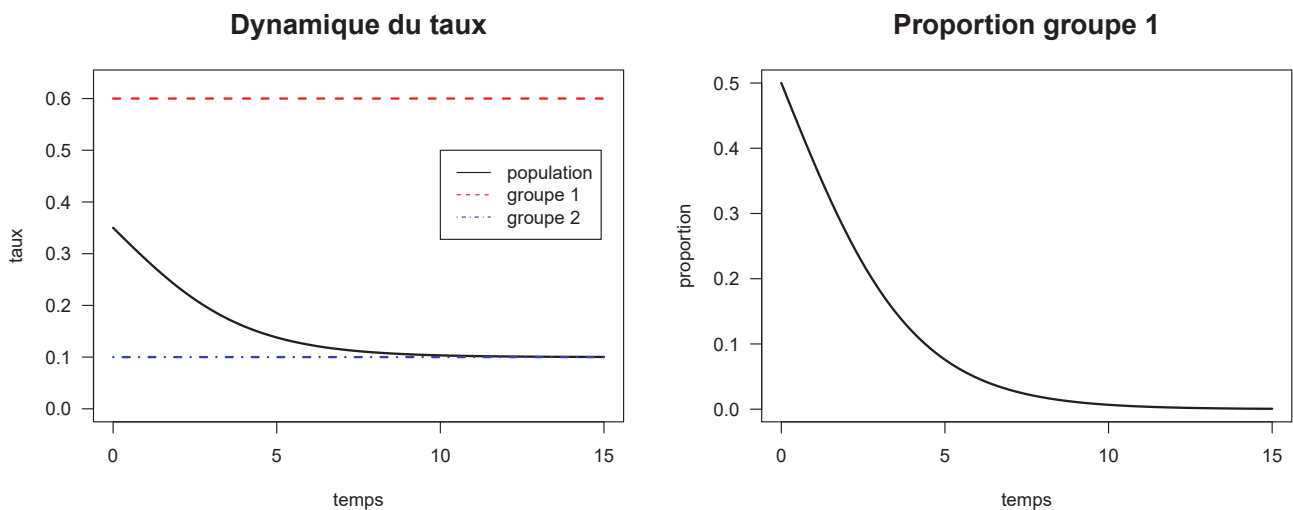 Dynamique du taux
0.6
0.5
0.4
0.3
0.2
0.1
0.0
taux
population
groupe 1
groupe 2
0 5 10 15
temps
Proportion groupe 1
0.5
0.4
0.3
0.2
0.1
0.0
proportion
0 5 10 15
temps